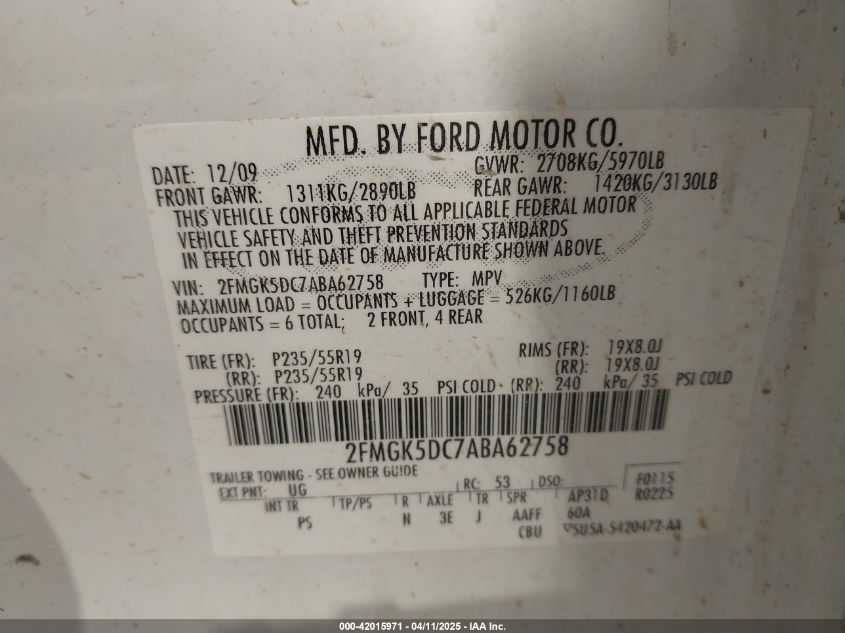 MFD. BY FORD MOTOR CO.
DATE: 12/09 GVWR: 2708KG/5970LB
FRONT GAWR: 1311KG/2890LB REAR GAWR: 1420KG/3130LB
THIS VEHICLE CONFORMS TO ALL APPLICABLE FEDERAL MOTOR
VEHICLE SAFETY AND THEFT PREVENTION STANDARDS
IN EFFECT ON THE DATE OF MANUFACTURE SHOWN ABOVE.
VIN: 2FMGK5DC7ABA62758 TYPE: MPV
MAXIMUM LOAD = OCCUPANTS + LUGGAGE = 526KG/1160LB
OCCUPANTS = 6 TOTAL; 2 FRONT, 4 REAR
TIRE (FR): P235/55R19 RIMS (FR): 19X8.0J
(RR): P235/55R19 (RR): 19X8.0J
PRESSURE (FR): 240 kPa/ 35 PSI COLD (RR): 240 kPa/ 35 PSI COLD
2FMGK5DC7ABA62758
TRAILER TOWING - SEE OWNER GUIDE
EXT PNT: UG RC: 53 DSO: F0115
INT TR TP/PS R AXLE TR SPR AP31D R0225
PS N 3E J AAFF 60A
CBU 5U5A-5420472-AA
000-42015971 - 04/11/2025 - IAA Inc.